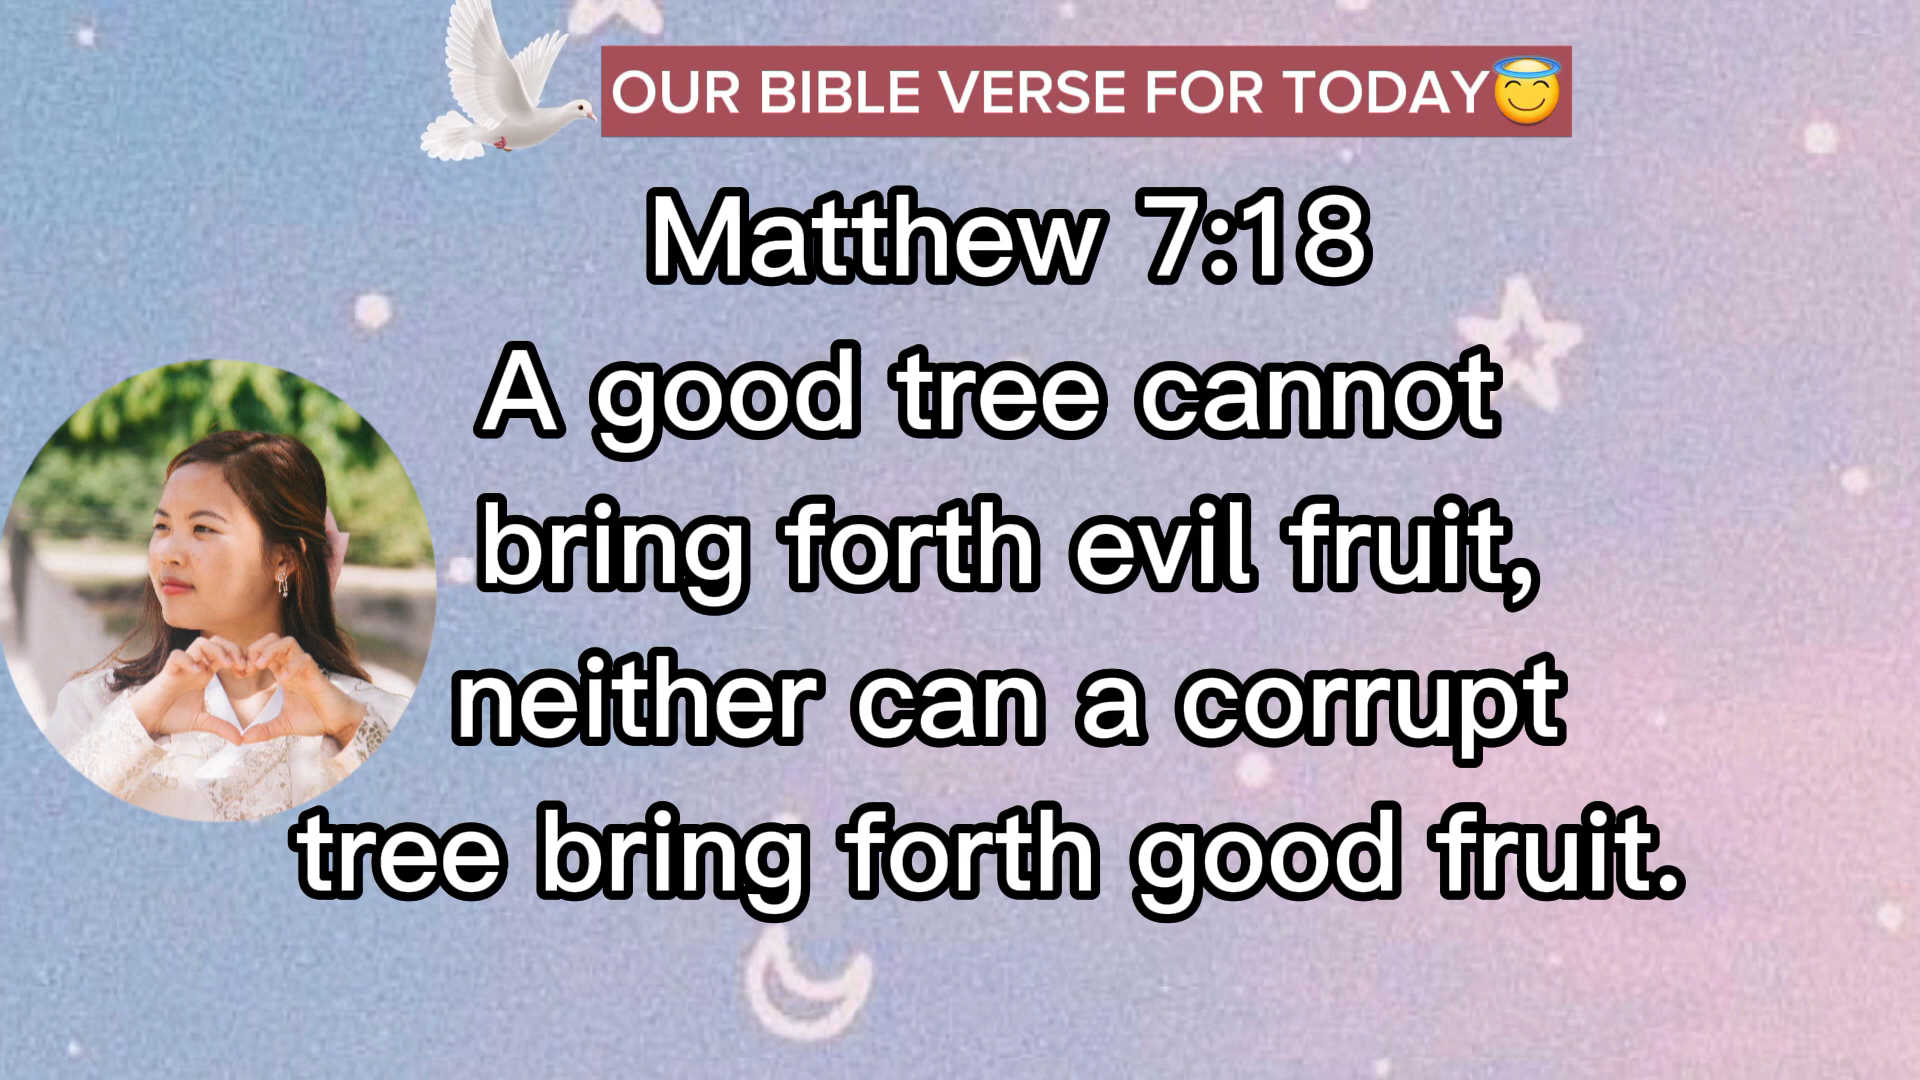 OUR BIBLE VERSE FOR TODAY😇
Matthew 7:18
A good tree cannot
bring forth evil fruit,
neither can a corrupt
tree bring forth good fruit.